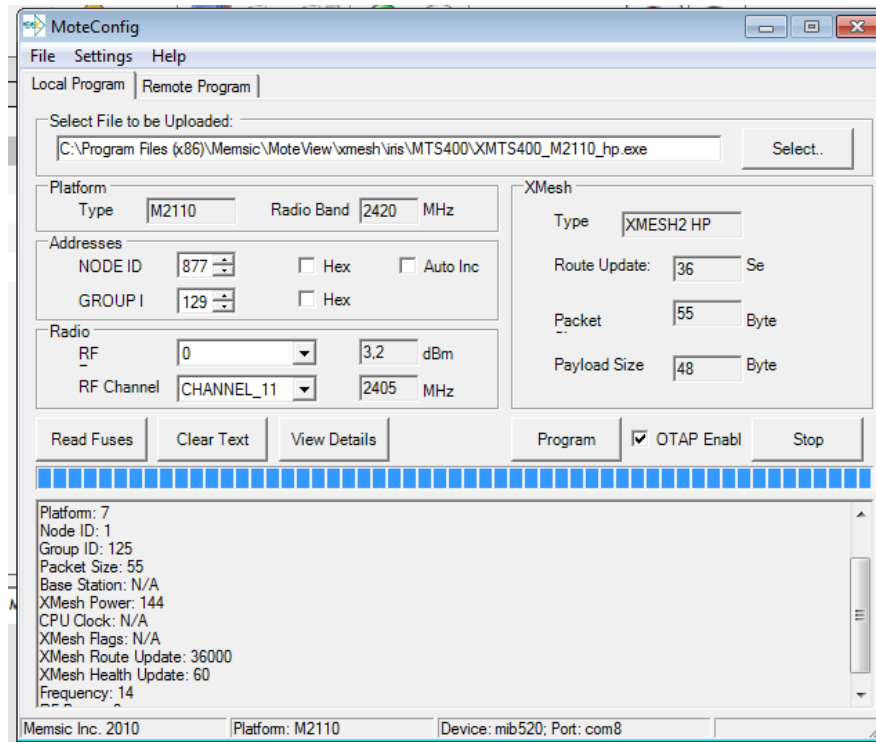 MoteConfig
File Settings Help
Local Program Remote Program
Select File to be Uploaded:
C:\Program Files (x86)\Memsic\MoteView\xmesh\iris\MTS400\XMTS400_M2110_hp.exe Select..
Platform
Type M2110 Radio Band 2420 MHz
Addresses
NODE ID 877 Hex Auto Inc
GROUP I 129 Hex
Radio
RF 0 3,2 dBm
RF Channel CHANNEL_11 2405 MHz
XMesh
Type XMESH2 HP
Route Update: 36 Se
Packet 55 Byte
Payload Size 48 Byte
Read Fuses Clear Text View Details Program OTAP Enabl Stop
Platform: 7
Node ID: 1
Group ID: 125
Packet Size: 55
Base Station: N/A
XMesh Power: 144
CPU Clock: N/A
XMesh Flags: N/A
XMesh Route Update: 36000
XMesh Health Update: 60
Frequency: 14
Memsic Inc. 2010 Platform: M2110 Device: mib520; Port: com8